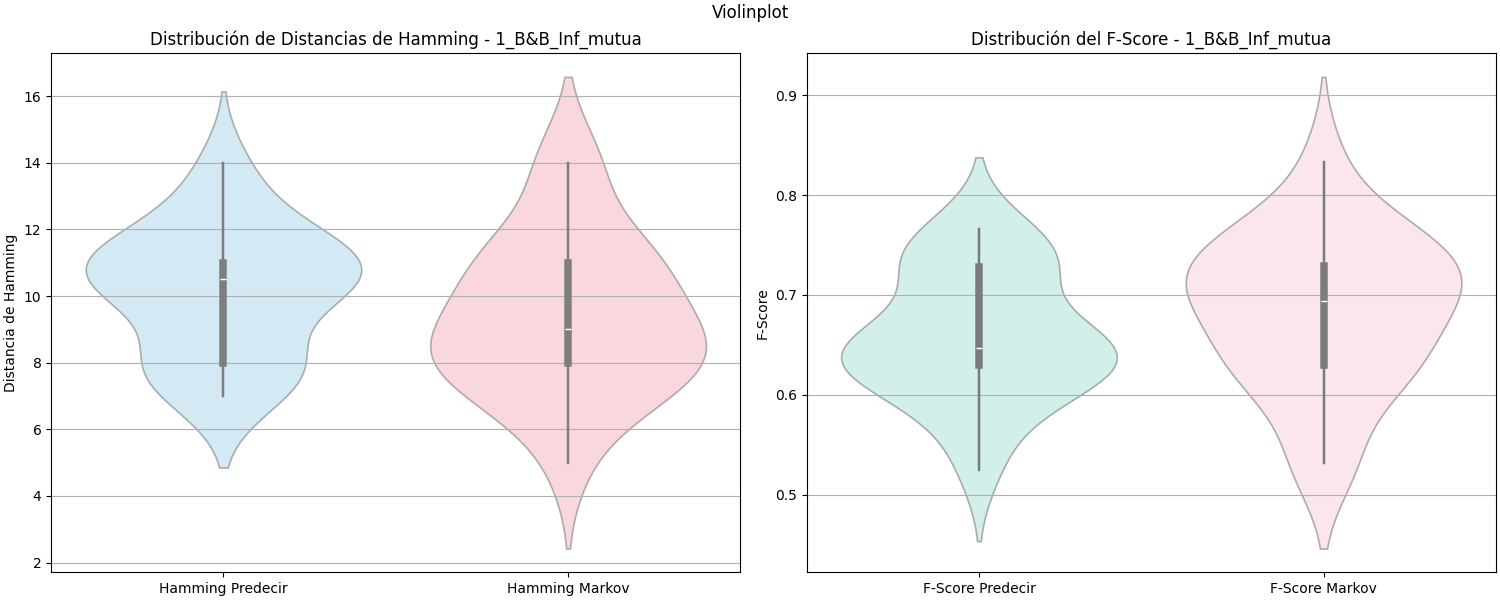 Violinplot
Distribución de Distancias de Hamming - 1_B&B_Inf_mutua
Distancia de Hamming
16
14
12
10
8
6
4
2
Hamming Predecir
Hamming Markov
Distribución del F-Score - 1_B&B_Inf_mutua
F-Score
0.9
0.8
0.7
0.6
0.5
F-Score Predecir
F-Score Markov